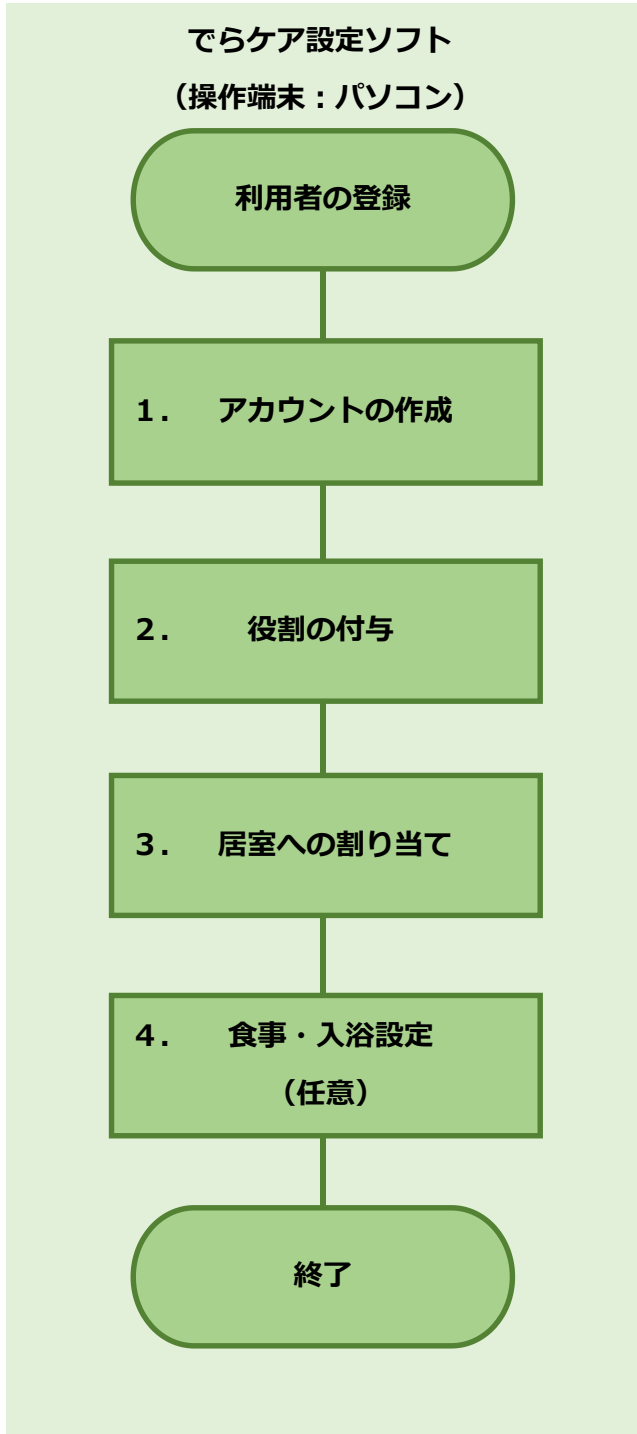 でらケア設定ソフト
（操作端末：パソコン）
利用者の登録
１． アカウントの作成
２． 役割の付与
３． 居室への割り当て
４． 食事・入浴設定
（任意）
終了